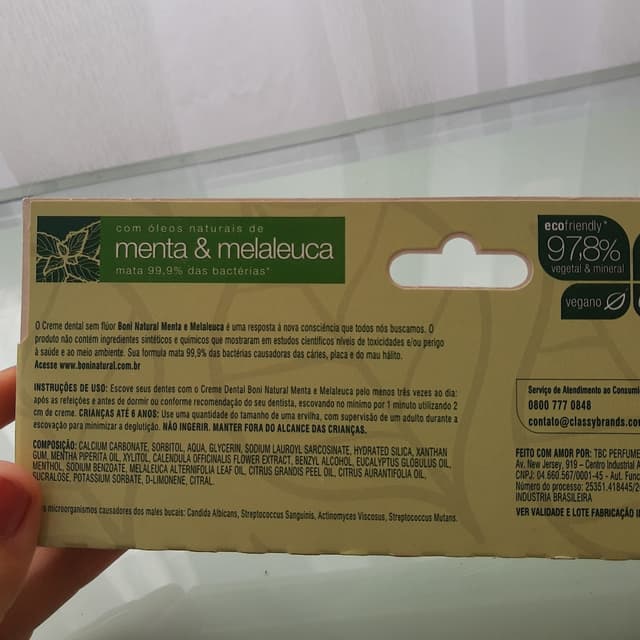 com óleos naturais de
menta & melaleuca
mata 99,9% das bactérias*
ecofriendly*
97,8%
vegetal & mineral
vegano
O Creme dental sem flúor Boni Natural Menta e Melaleuca é uma resposta à nova consciência que todos nós buscamos. O
produto não contém ingredientes sintéticos e químicos que mostraram em estudos científicos níveis de toxicidades e/ou perigo
à saúde e ao meio ambiente. Sua formula mata 99,9% das bactérias causadoras das cáries, placa e do mau hálito.
Acesse www.boninatural.com.br
INSTRUÇÕES DE USO: Escove seus dentes com o Creme Dental Boni Natural Menta e Melaleuca pelo menos três vezes ao dia:
após as refeições e antes de dormir ou conforme recomendação do seu dentista, escovando no mínimo por 1 minuto utilizando 2
cm de creme. CRIANÇAS ATÉ 6 ANOS: Use uma quantidade do tamanho de uma ervilha, com supervisão de um adulto durante a
escovação para minimizar a deglutição. NÃO INGERIR. MANTER FORA DO ALCANCE DAS CRIANÇAS.
COMPOSIÇÃO: CALCIUM CARBONATE, SORBITOL, AQUA, GLYCERIN, SODIUM LAUROYL SARCOSINATE, HYDRATED SILICA, XANTHAN
GUM, MENTHA PIPERITA OIL, XYLITOL, CALENDULA OFFICINALIS FLOWER EXTRACT, BENZYL ALCOHOL, EUCALYPTUS GLOBULUS OIL,
MENTHOL, SODIUM BENZOATE, MELALEUCA ALTERNIFOLIA LEAF OIL, CITRUS GRANDIS PEEL OIL, CITRUS AURANTIFOLIA OIL,
SUCRALOSE, POTASSIUM SORBATE, D-LIMONENE, CITRAL.
s microorganismos causadores dos males bucais: Candida Albicans, Streptococcus Sanguinis, Actinomyces Viscosus, Streptococcus Mutans.
Serviço de Atendimento ao Consumi
0800 777 0848
contato@classybrands.co
FEITO COM AMOR POR: TBC PERFUME
Av. New Jersey, 919 – Centro Industrial A
CNPJ: 04.660.567/0001-45 - Aut. Func
Número do processo: 25351.418445/2
INDÚSTRIA BRASILEIRA
VER VALIDADE E LOTE FABRICAÇÃO I